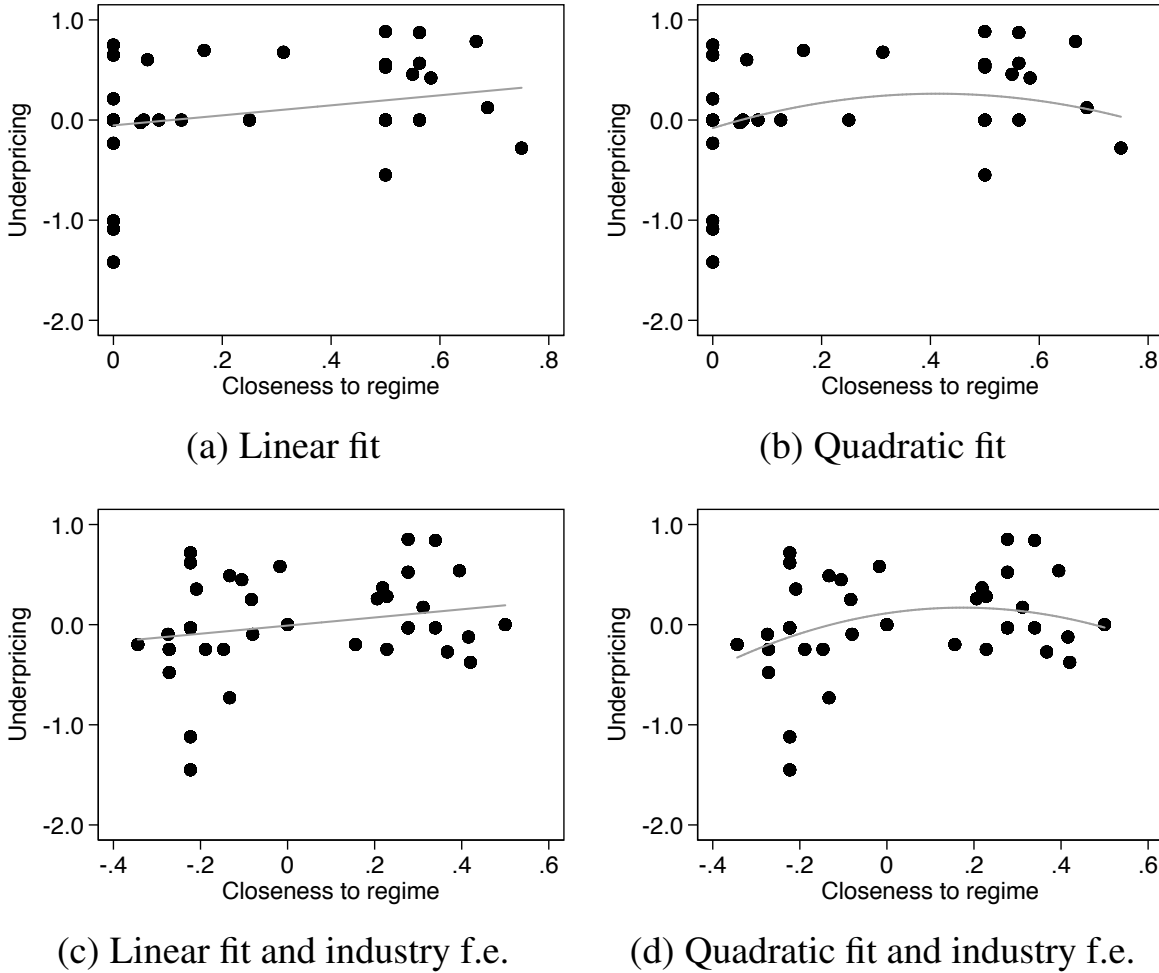 1.0
0.0
-1.0
-2.0
Underpricing
0 .2 .4 .6 .8
Closeness to regime
(a) Linear fit
1.0
0.0
-1.0
-2.0
Underpricing
0 .2 .4 .6 .8
Closeness to regime
(b) Quadratic fit
1.0
0.0
-1.0
-2.0
Underpricing
-.4 -.2 0 .2 .4 .6
Closeness to regime
(c) Linear fit and industry f.e.
1.0
0.0
-1.0
-2.0
Underpricing
-.4 -.2 0 .2 .4 .6
Closeness to regime
(d) Quadratic fit and industry f.e.